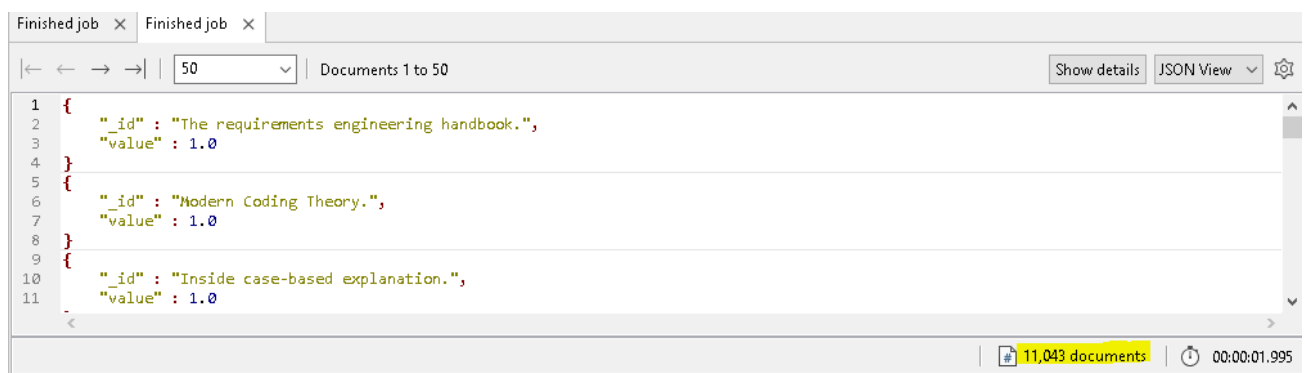 Finished job × Finished job ×
50 Documents 1 to 50 Show details JSON View
1 {
2 "_id" : "The requirements engineering handbook.",
3 "value" : 1.0
4 }
5 {
6 "_id" : "Modern Coding Theory.",
7 "value" : 1.0
8 }
9 {
10 "_id" : "Inside case-based explanation.",
11 "value" : 1.0
# 11,043 documents 00:00:01.995